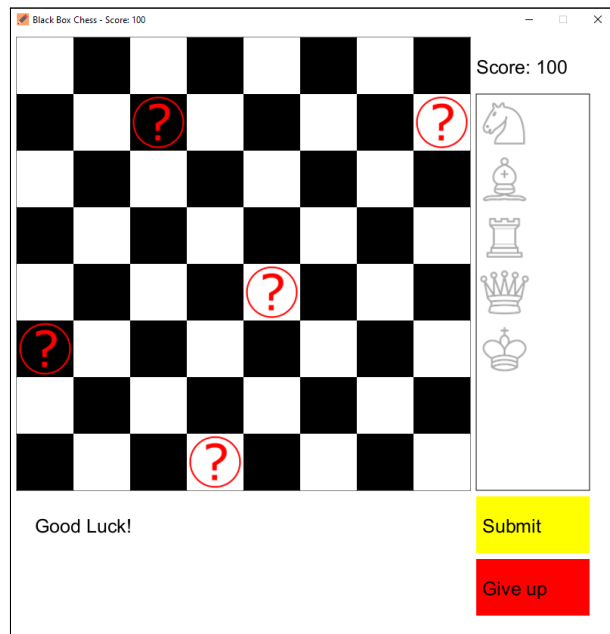 Black Box Chess - Score: 100
Score: 100
?
?
?
?
?
Good Luck!
Submit
Give up